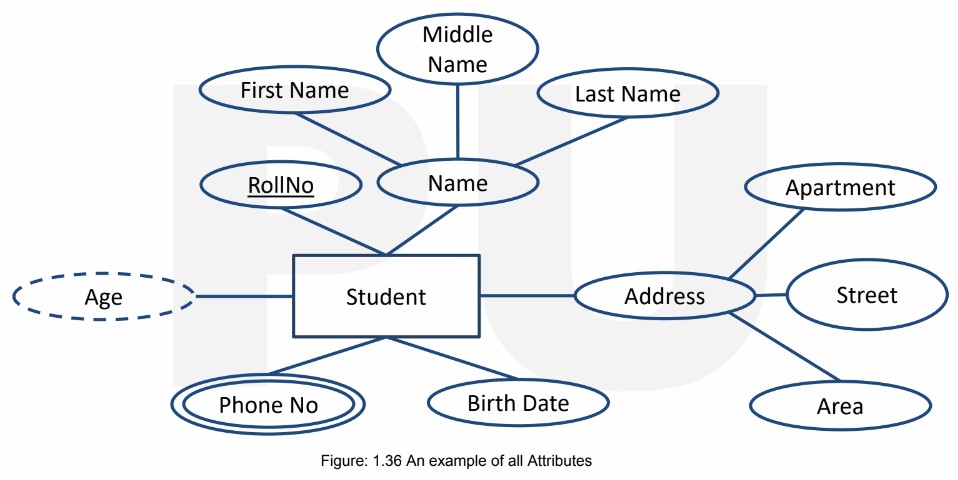 Middle
Name
First Name
Last Name
RollNo
Name
Apartment
Age
Student
Address
Street
Phone No
Birth Date
Area
PU
Figure: 1.36 An example of all Attributes